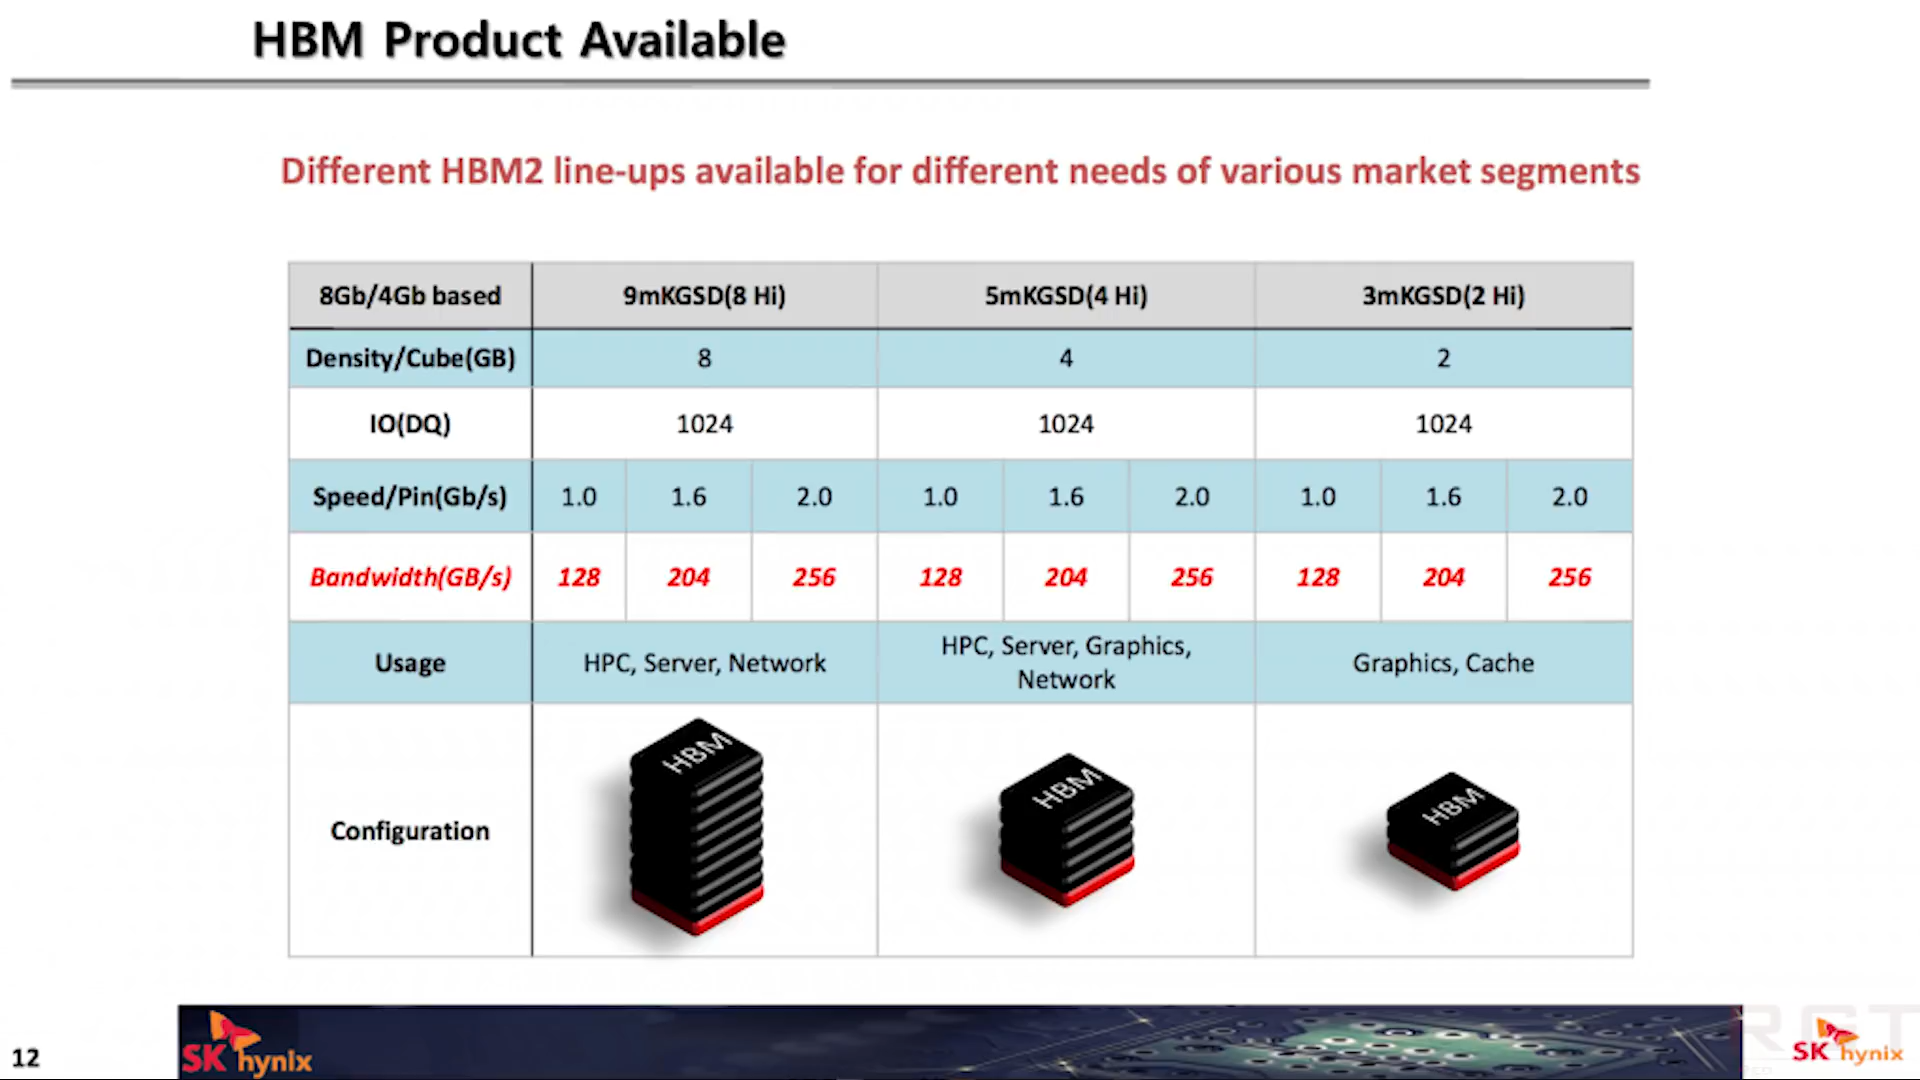 HBM Product Available
Different HBM2 line-ups available for different needs of various market segments
8Gb/4Gb based 9mKGSD(8 Hi) 5mKGSD(4 Hi) 3mKGSD(2 Hi)
Density/Cube(GB) 8 4 2
IO(DQ) 1024 1024 1024
Speed/Pin(Gb/s) 1.0 1.6 2.0 1.0 1.6 2.0 1.0 1.6 2.0
Bandwidth(GB/s) 128 204 256 128 204 256 128 204 256
Usage HPC, Server, Network HPC, Server, Graphics, Network Graphics, Cache
Configuration HBM HBM HBM
12 SK hynix SK hynix